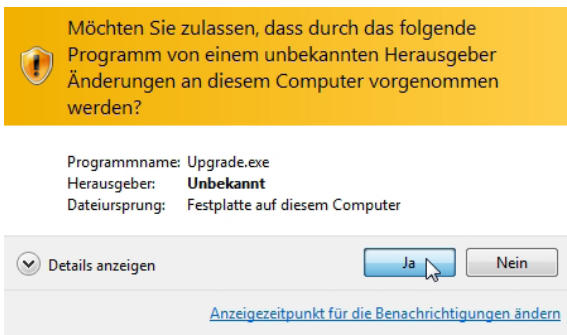 Möchten Sie zulassen, dass durch das folgende
Programm von einem unbekannten Herausgeber
Änderungen an diesem Computer vorgenommen
werden?
Programmname: Upgrade.exe
Herausgeber: Unbekannt
Dateiursprung: Festplatte auf diesem Computer
Details anzeigen
Ja
Nein
Anzeigezeitpunkt für die Benachrichtigungen ändern